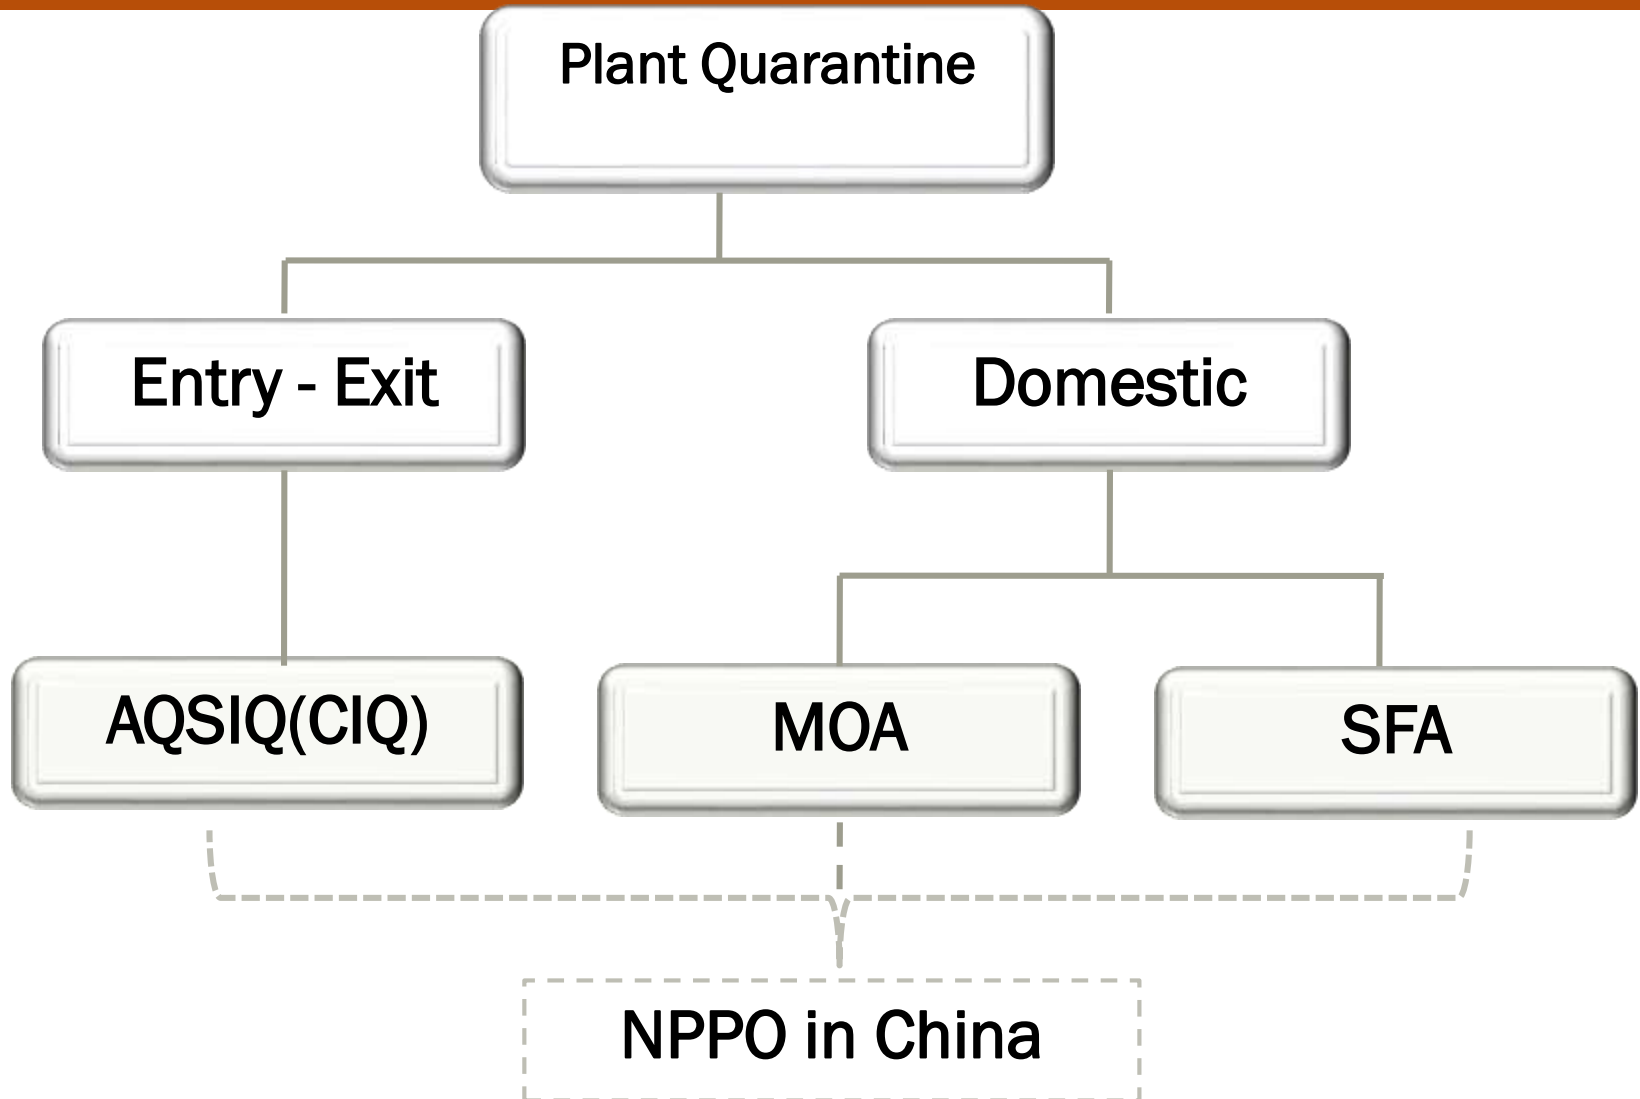 Plant Quarantine
Entry - Exit
Domestic
AQSIQ(CIQ)
MOA
SFA
NPPO in China